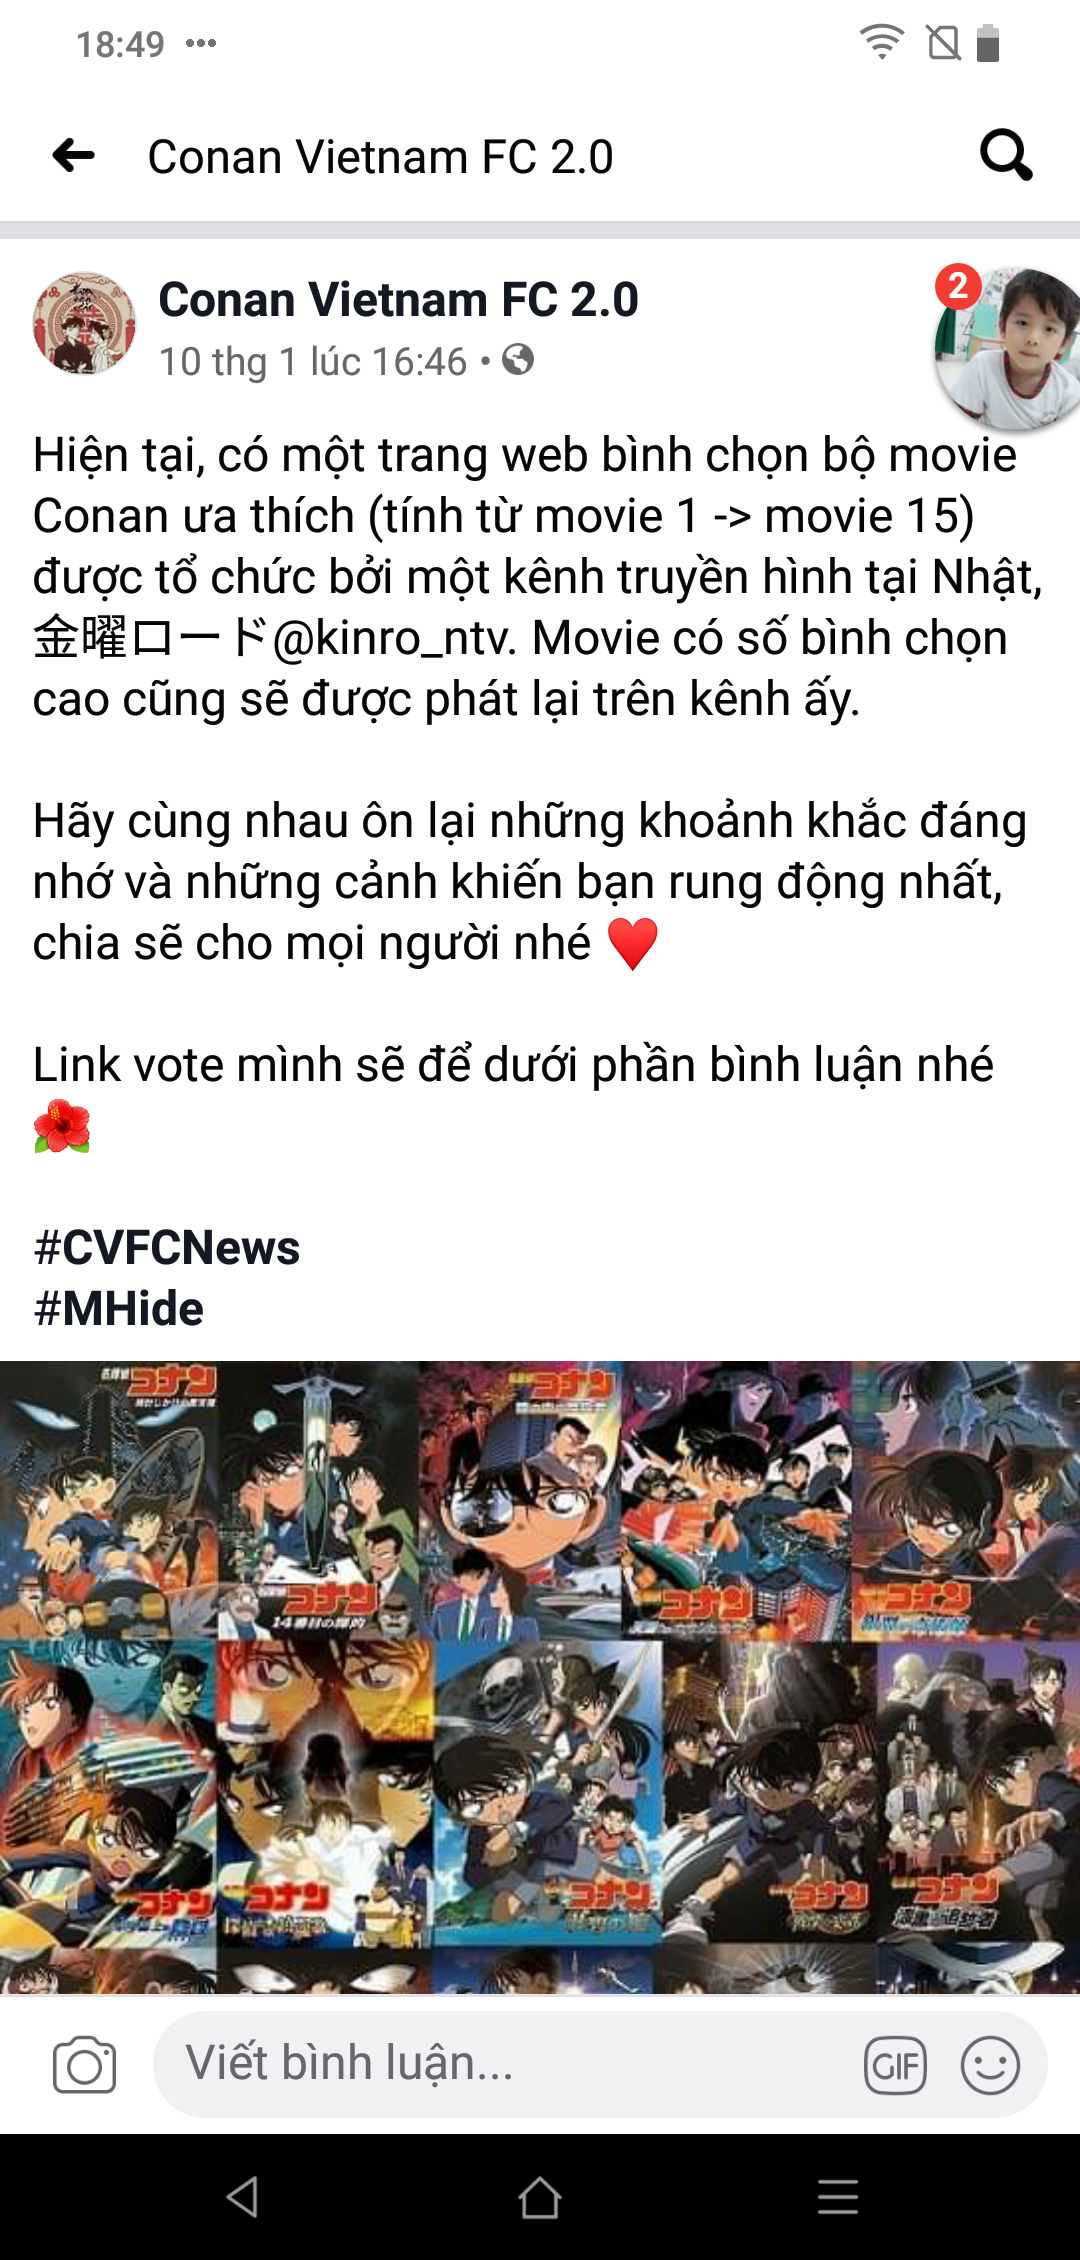 18:49
Conan Vietnam FC 2.0
Conan Vietnam FC 2.0
2
10 thg 1 lúc 16:46 •
Hiện tại, có một trang web bình chọn bộ movie
Conan ưa thích (tính từ movie 1 -> movie 15)
được tổ chức bởi một kênh truyền hình tại Nhật,
金曜ロード@kinro_ntv. Movie có số bình chọn
cao cũng sẽ được phát lại trên kênh ấy.
Hãy cùng nhau ôn lại những khoảnh khắc đáng
nhớ và những cảnh khiến bạn rung động nhất,
chia sẽ cho mọi người nhé ♥️
Link vote mình sẽ để dưới phần bình luận nhé
🌺
#CVFCNews
#MHide
コナン
コナン
コナン
14番目の標的
コナン
コナン
コナン
コナン
コナン
コナン
コナン
漆黒の追跡者
Viết bình luận...
GIF